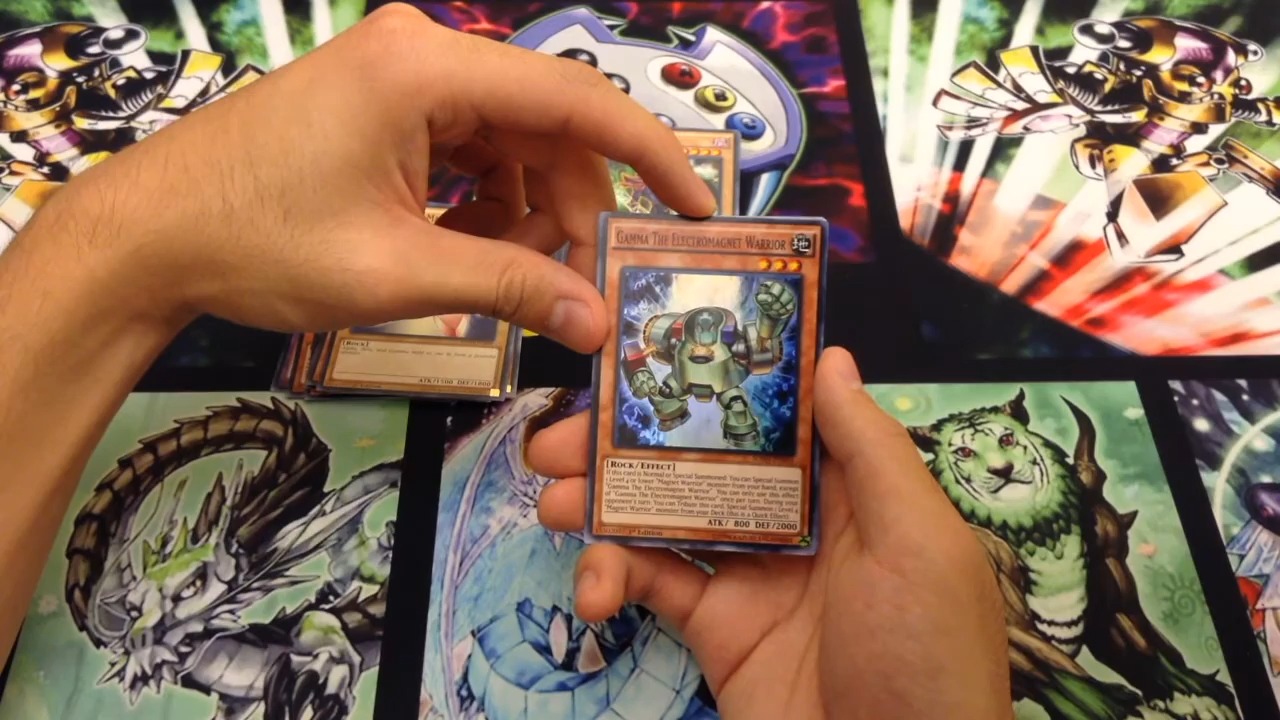 GAMMA THE ELECTROMAGNET WARRIOR 地
[ROCK/EFFECT]
If this card is Normal or Special Summoned: You can Special Summon
1 Level 4 or lower "Magnet Warrior" monster from your hand, except
"Gamma The Electromagnet Warrior". You can only use this effect
of "Gamma The Electromagnet Warrior" once per turn. During your
opponent's turn: You can Tribute this card; Special Summon 1 Level 4
"Magnet Warrior" monster from your Deck (this is a Quick Effect).
ATK/ 800 DEF/2000
1st Edition
[ROCK]
ATK/1500 DEF/1800